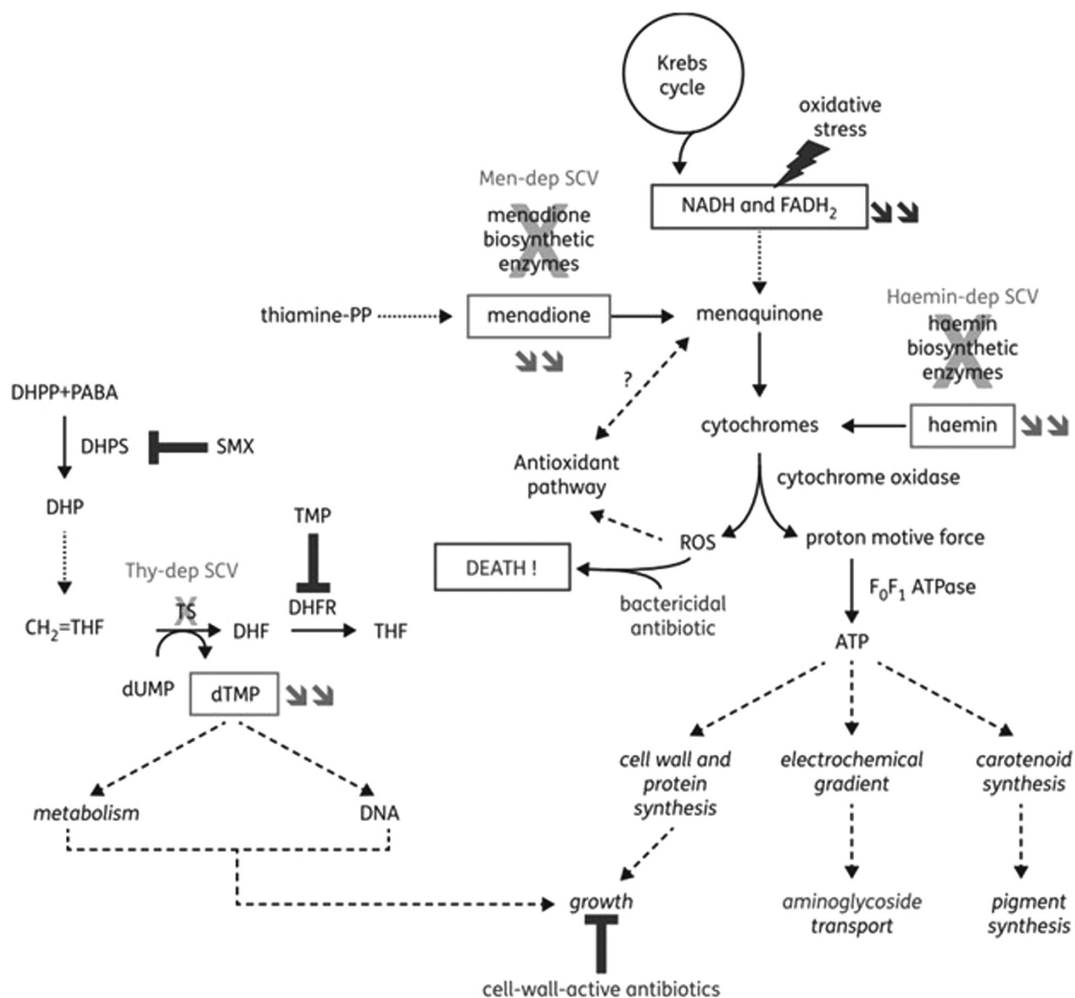 Krebs
cycle
oxidative
stress
Men-dep SCV
menadione
biosynthetic
enzymes
X
NADH and FADH₂
thiamine-PP
menadione
menaquinone
Haemin-dep SCV
haemin
biosynthetic
enzymes
X
?
DHPP+PABA
DHPS
SMX
cytochromes
haemin
Antioxidant
pathway
cytochrome oxidase
DHP
TMP
ROS
proton motive force
DEATH !
Thy-dep SCV
TS
X
DHFR
bactericidal
antibiotic
F₀F₁ ATPase
CH₂=THF
DHF
THF
ATP
dUMP
dTMP
cell wall and
protein
synthesis
electrochemical
gradient
carotenoid
synthesis
metabolism
DNA
growth
aminoglycoside
transport
pigment
synthesis
cell-wall-active antibiotics